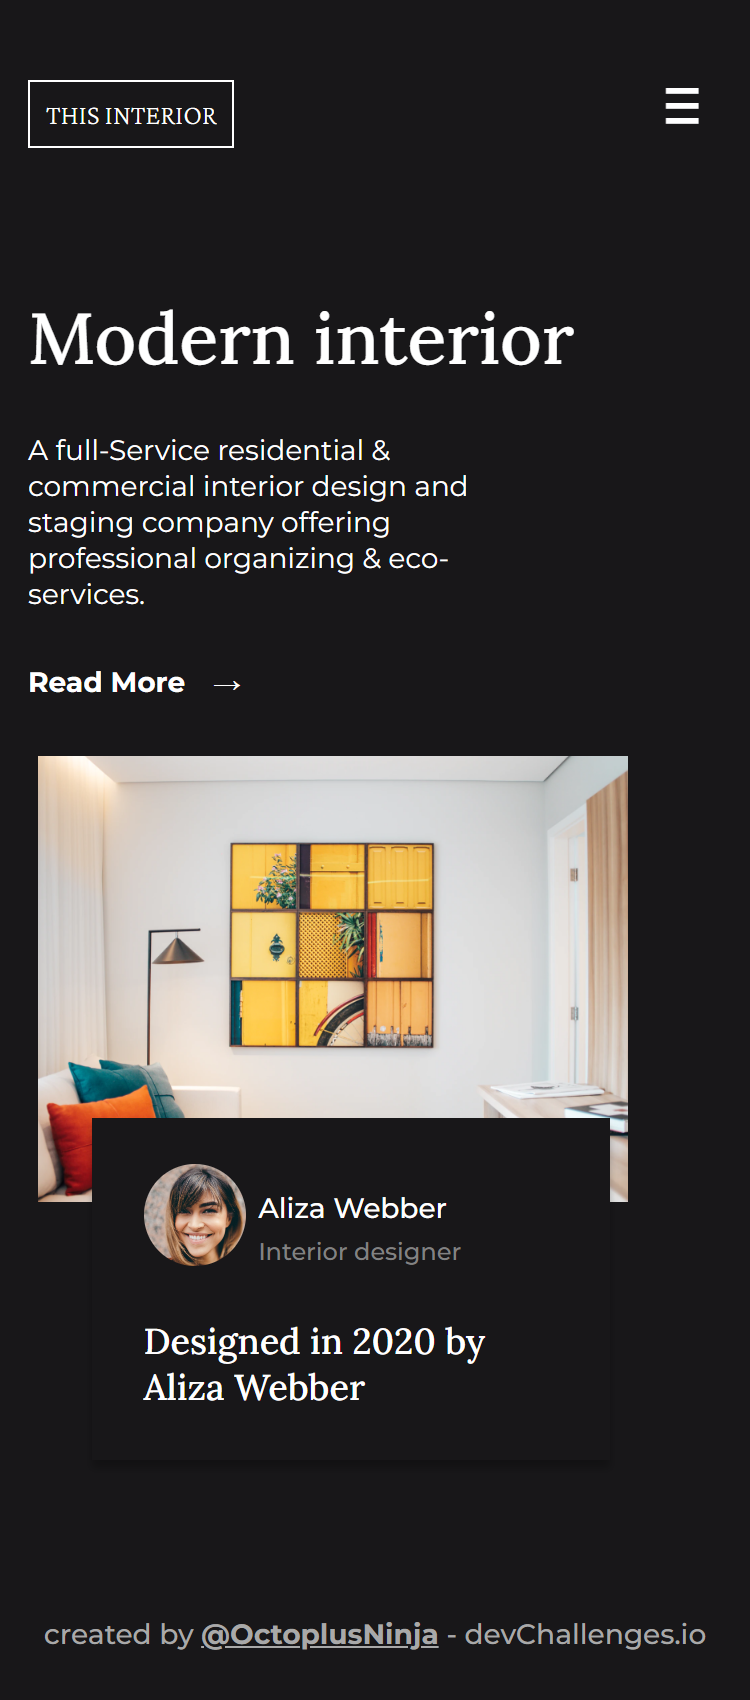 THIS INTERIOR
Modern interior
A full-Service residential &
commercial interior design and
staging company offering
professional organizing & eco-
services.
Read More →
Aliza Webber
Interior designer
Designed in 2020 by
Aliza Webber
created by @OctoplusNinja - devChallenges.io